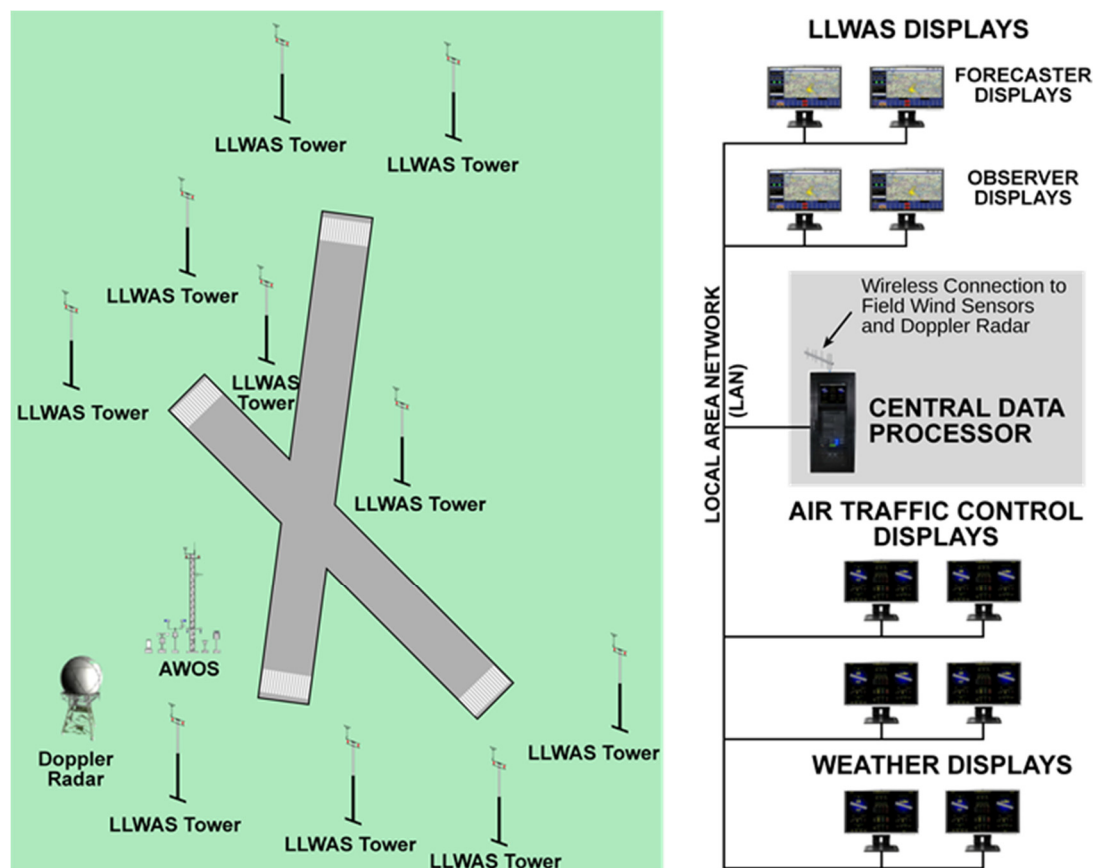 LLWAS Tower
LLWAS Tower
LLWAS Tower
LLWAS
Tower
LLWAS Tower
LLWAS Tower
AWOS
Doppler
Radar
LLWAS Tower
LLWAS Tower
LLWAS Tower
LLWAS Tower
LLWAS DISPLAYS
FORECASTER
DISPLAYS
OBSERVER
DISPLAYS
LOCAL AREA NETWORK
(LAN)
Wireless Connection to
Field Wind Sensors
and Doppler Radar
CENTRAL DATA
PROCESSOR
AIR TRAFFIC CONTROL
DISPLAYS
WEATHER DISPLAYS